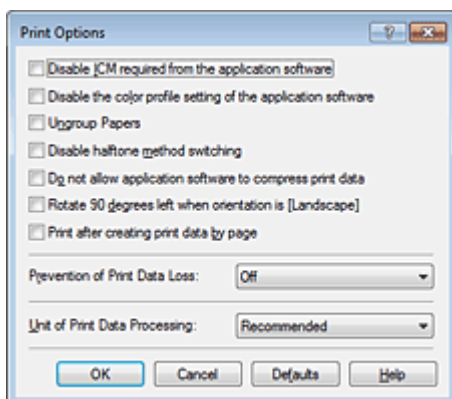 Print Options
Disable ICM required from the application software
Disable the color profile setting of the application software
Ungroup Papers
Disable halftone method switching
Do not allow application software to compress print data
Rotate 90 degrees left when orientation is [Landscape]
Print after creating print data by page
Prevention of Print Data Loss: Off
Unit of Print Data Processing: Recommended
OK Cancel Defaults Help